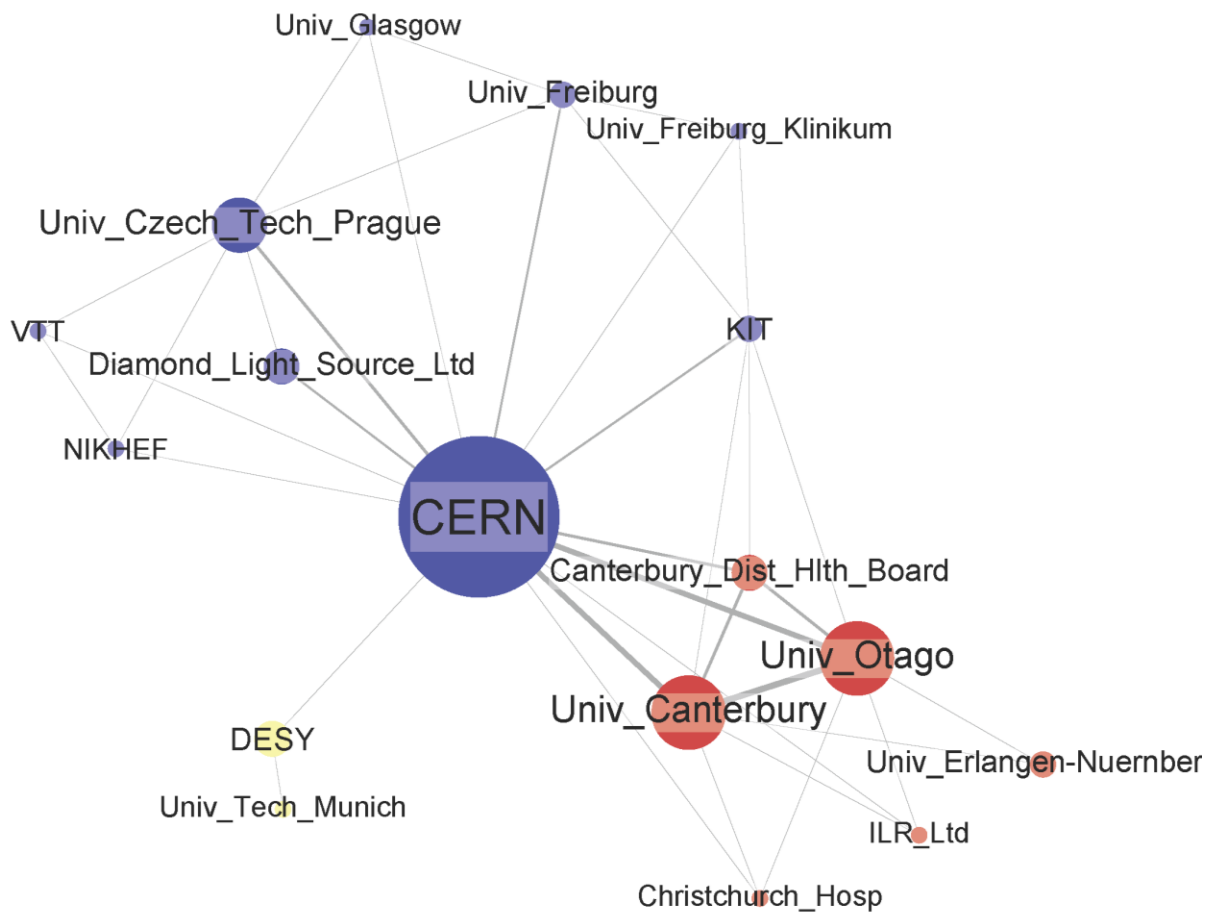 Univ_Glasgow
Univ_Freiburg
Univ_Freiburg_Klinikum
Univ_Czech_Tech_Prague
VTT
KIT
Diamond_Light_Source_Ltd
NIKHEF
CERN
Canterbury_Dist_Hlth_Board
Univ_Otago
Univ_Canterbury
DESY
Univ_Erlangen-Nuernber
Univ_Tech_Munich
ILR_Ltd
Christchurch_Hosp